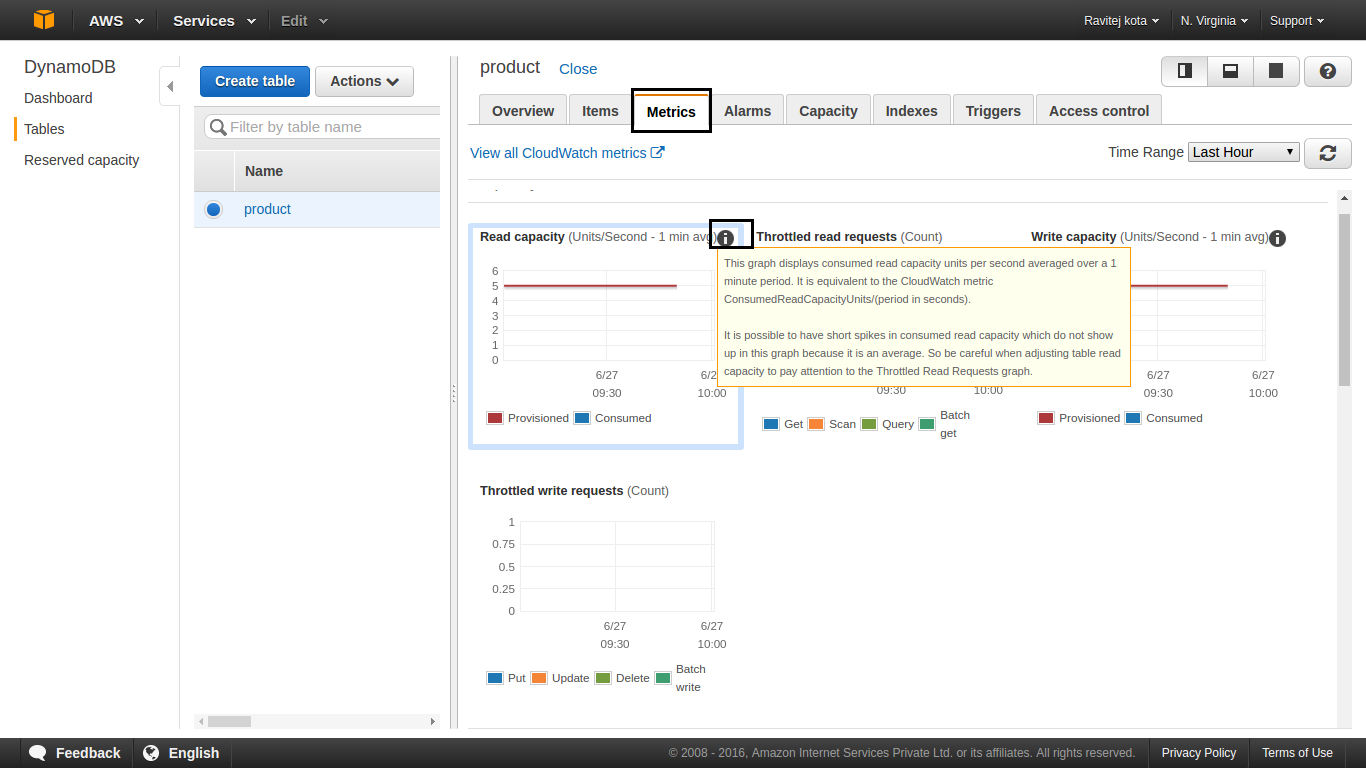 AWS Services Edit Ravitej kota N. Virginia Support
DynamoDB
Dashboard
Tables
Reserved capacity
Create table Actions
Filter by table name
Name
product
product Close
Overview Items Metrics Alarms Capacity Indexes Triggers Access control
View all CloudWatch metrics Time Range Last Hour
Read capacity (Units/Second - 1 min avg)
This graph displays consumed read capacity units per second averaged over a 1
minute period. It is equivalent to the CloudWatch metric
ConsumedReadCapacityUnits/(period in seconds).
It is possible to have short spikes in consumed read capacity which do not show
up in this graph because it is an average. So be careful when adjusting table read
capacity to pay attention to the Throttled Read Requests graph.
6
5
4
3
2
1
0
6/27
09:30 10:00
Provisioned Consumed
Throttled read requests (Count)
09:30 10:00
Get Scan Query Batch
get
Write capacity (Units/Second - 1 min avg)
6/27 6/27
09:30 10:00
Provisioned Consumed
Throttled write requests (Count)
1
0.75
0.5
0.25
0
6/27 6/27
09:30 10:00
Put Update Delete Batch
write
Feedback English © 2008 - 2016, Amazon Internet Services Private Ltd. or its affiliates. All rights reserved. Privacy Policy Terms of Use